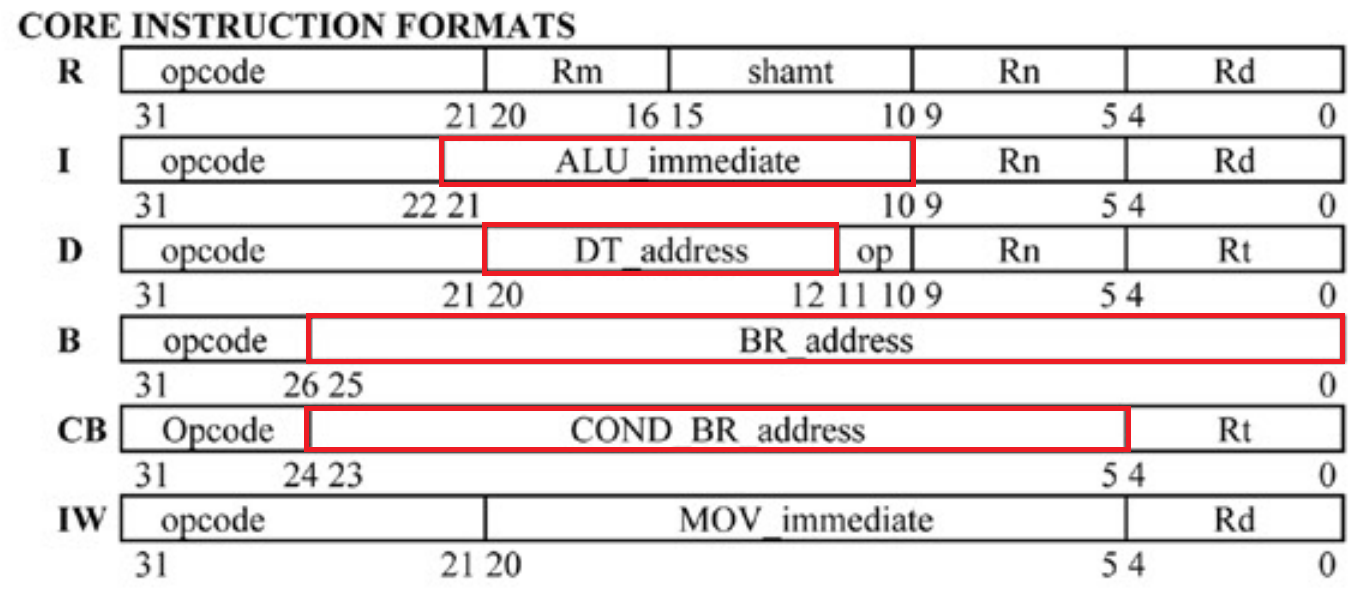 CORE INSTRUCTION FORMATS
R opcode Rm shamt Rn Rd
31 21 20 16 15 10 9 5 4 0
I opcode ALU_immediate Rn Rd
31 22 21 10 9 5 4 0
D opcode DT_address op Rn Rt
31 21 20 12 11 10 9 5 4 0
B opcode BR_address
31 26 25 0
CB Opcode COND_BR_address Rt
31 24 23 5 4 0
IW opcode MOV_immediate Rd
31 21 20 5 4 0